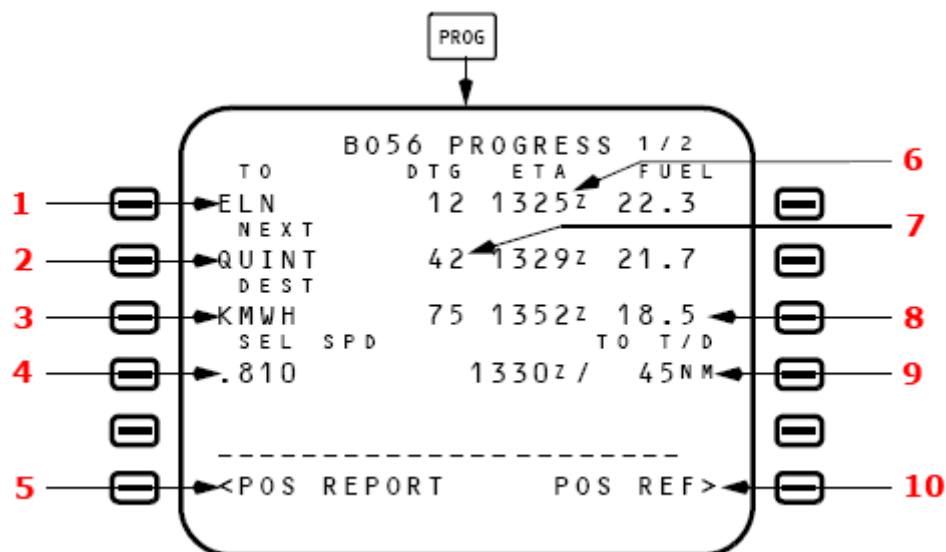 PROG
BO56 PROGRESS 1/2
TO DTG ETA FUEL
6
1 ELN 12 1325z 22.3
NEXT
7
2 QUINT 42 1329z 21.7
DEST
3 KMWH 75 1352z 18.5 8
SEL SPD TO T/D
4 .810 1330z/ 45NM 9
------------------------
5 <POS REPORT POS REF> 10